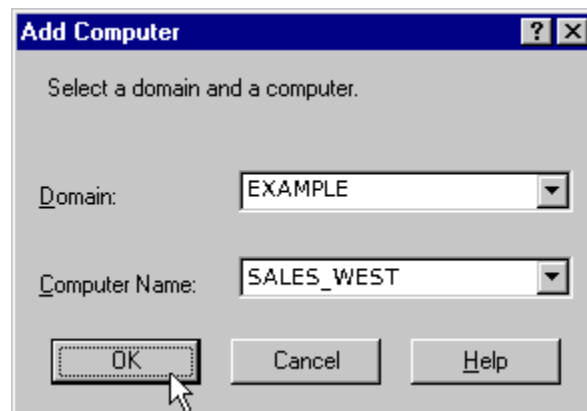 Add Computer
Select a domain and a computer.
Domain: EXAMPLE
Computer Name: SALES_WEST
OK Cancel Help